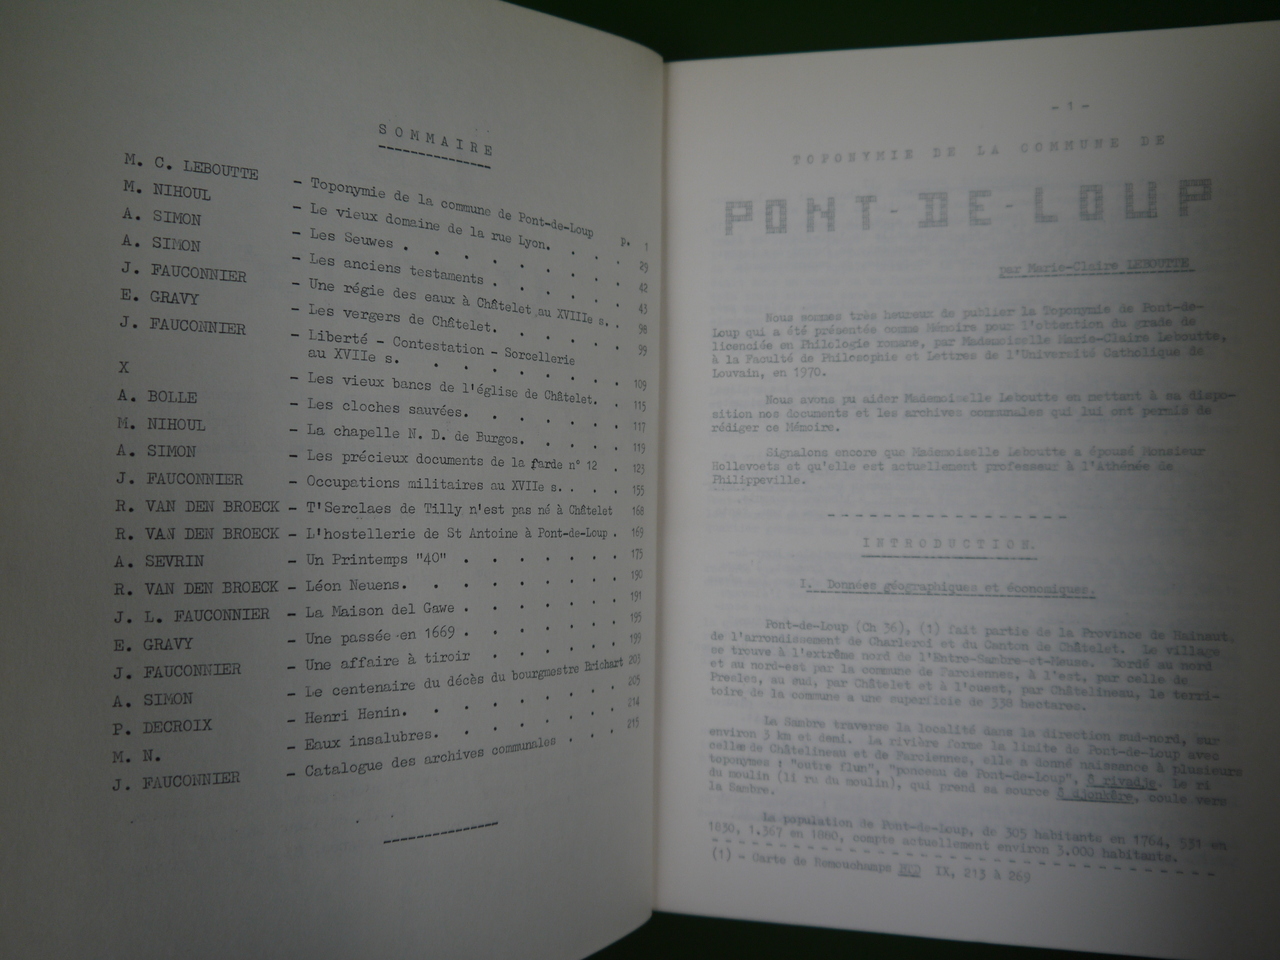 SOMMAIRE
M. C. LEBOUTTE - Toponymie de la commune de Pont-de-Loup p. 1
M. NIHOUL - Le vieux domaine de la rue Lyon. . . . 29
A. SIMON - Les Seuwes . . . . . . . 42
A. SIMON - Les anciens testaments . . . . . . 43
J. FAUCONNIER - Une régie des eaux à Châtelet au XVIIIe s. . 98
E. GRAVY - Les vergers de Châtelet. . . . . . 99
J. FAUCONNIER - Liberté - Contestation - Sorcellerie
au XVIIe s. . . . . . . 109
X - Les vieux bancs de l'église de Châtelet. . 115
A. BOLLE - Les cloches sauvées. . . . . . 117
M. NIHOUL - La chapelle N. D. de Burgos. . . . . 119
A. SIMON - Les précieux documents de la farde n° 12 . 125
J. FAUCONNIER - Occupations militaires au XVIIe s. . . . 155
R. VAN DEN BROECK - T'Serclaes de Tilly n'est pas né à Châtelet 168
R. VAN DEN BROECK - L'hostellerie de St Antoine à Pont-de-Loup . 169
A. SEVRIN - Un Printemps "40" . . . . . . 175
R. VAN DEN BROECK - Léon Neuens. . . . . . . 190
J. L. FAUCONNIER - La Maison del Gawe . . . . . . 191
E. GRAVY - Une passée en 1669 . . . . . . 195
J. FAUCONNIER - Une affaire à tiroir . . . . . 199
A. SIMON - Le centenaire du décès du bourgmestre Brichart 203
P. DECROIX - Henri Henin. . . . . . . 205
M. N. - Eaux insalubres. . . . . . . 214
J. FAUCONNIER - Catalogue des archives communales . . . 215
- 1 -
TOPONYMIE DE LA COMMUNE DE
PONT-DE-LOUP
par Marie-Claire LEBOUTTE
Nous sommes très heureux de publier la Toponymie de Pont-de-
Loup qui a été présentée comme Mémoire pour l'obtention du grade de
licenciée en Philologie romane, par Mademoiselle Marie-Claire Leboutte,
à la Faculté de Philosophie et Lettres de l'Université Catholique de
Louvain, en 1970.
Nous avons pu aider Mademoiselle Leboutte en mettant à sa dispo-
sition nos documents et les archives communales qui lui ont permis de
rédiger ce Mémoire.
Signalons encore que Mademoiselle Leboutte a épousé Monsieur
Hollevoets et qu'elle est actuellement professeur à l'Athénée de
Philippeville.
INTRODUCTION.
I. Données géographiques et économiques.
Pont-de-Loup (Ch 36), (1) fait partie de la Province de Hainaut,
de l'arrondissement de Charleroi et du Canton de Châtelet. Le village
se trouve à l'extrême nord de l'Entre-Sambre-et-Meuse. Bordé au nord
et au nord-est par la commune de Farciennes, à l'est, par celle de
Presles, au sud, par Châtelet et à l'ouest, par Châtelineau, le terri-
toire de la commune a une superficie de 338 hectares.
La Sambre traverse la localité dans la direction sud-nord, sur
environ 3 km et demi. La rivière forme la limite de Pont-de-Loup avec
celles de Châtelineau et de Farciennes, elle a donné naissance à plusieurs
toponymes : "outre flun", "ponceau de Pont-de-Loup", â rivadje. Le ri
du moulin (li ro du moulin), qui prend sa source â djonkêre, coule vers
la Sambre.
La population de Pont-de-Loup, de 305 habitants en 1764, 531 en
1830, 1.367 en 1880, compte actuellement environ 3.000 habitants.
(1) - Carte de Remouchamps IX, 213 à 269